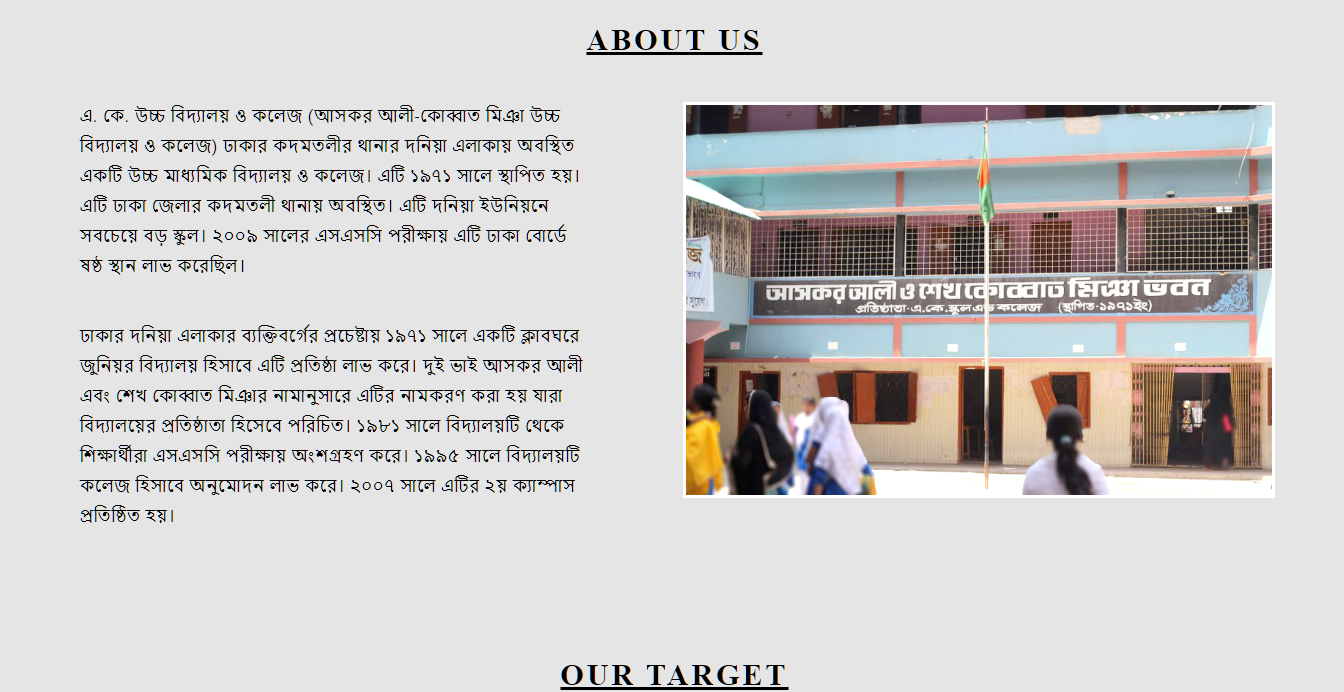 ABOUT US
এ. কে. উচ্চ বিদ্যালয় ও কলেজ (আসকর আলী-কোব্বাত মিঞা উচ্চ
বিদ্যালয় ও কলেজ) ঢাকার কদমতলীর থানার দনিয়া এলাকায় অবস্থিত
একটি উচ্চ মাধ্যমিক বিদ্যালয় ও কলেজ। এটি ১৯৭১ সালে স্থাপিত হয়।
এটি ঢাকা জেলার কদমতলী থানায় অবস্থিত। এটি দনিয়া ইউনিয়নে
সবচেয়ে বড় স্কুল। ২০০৯ সালের এসএসসি পরীক্ষায় এটি ঢাকা বোর্ডে
ষষ্ঠ স্থান লাভ করেছিল।
ঢাকার দনিয়া এলাকার ব্যক্তিবর্গের প্রচেষ্টায় ১৯৭১ সালে একটি ক্লাবঘরে
জুনিয়র বিদ্যালয় হিসাবে এটি প্রতিষ্ঠা লাভ করে। দুই ভাই আসকর আলী
এবং শেখ কোব্বাত মিঞার নামানুসারে এটির নামকরণ করা হয় যারা
বিদ্যালয়ের প্রতিষ্ঠাতা হিসেবে পরিচিত। ১৯৮১ সালে বিদ্যালয়টি থেকে
শিক্ষার্থীরা এসএসসি পরীক্ষায় অংশগ্রহণ করে। ১৯৯৫ সালে বিদ্যালয়টি
কলেজ হিসাবে অনুমোদন লাভ করে। ২০০৭ সালে এটির ২য় ক্যাম্পাস
প্রতিষ্ঠিত হয়।
আসকর আলী ও শেখ কোব্বাত মিঞা ভবন
প্রতিষ্ঠাতা-এ.কে.স্কুল এন্ড কলেজ (স্থাপিত-১৯৭১ইং)
OUR TARGET